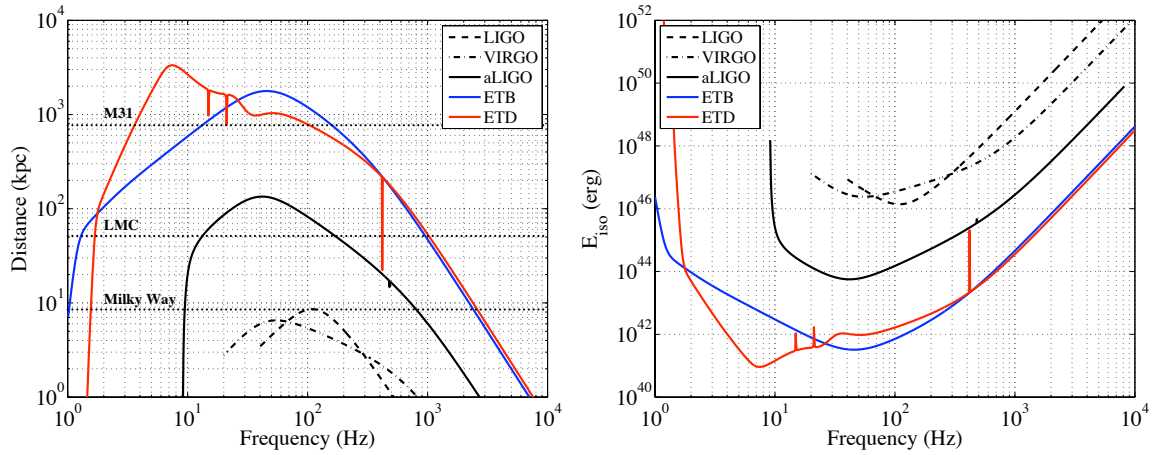 10^5
10^4
10^3
10^2
10^1
10^0
Distance (kpc)
M31
LMC
Milky Way
LIGO
VIRGO
aLIGO
ETB
ETD
10^0 10^1 10^2 10^3 10^4
Frequency (Hz)
10^52
10^50
10^48
10^46
10^44
10^42
10^40
E_iso (erg)
LIGO
VIRGO
aLIGO
ETB
ETD
10^0 10^1 10^2 10^3 10^4
Frequency (Hz)